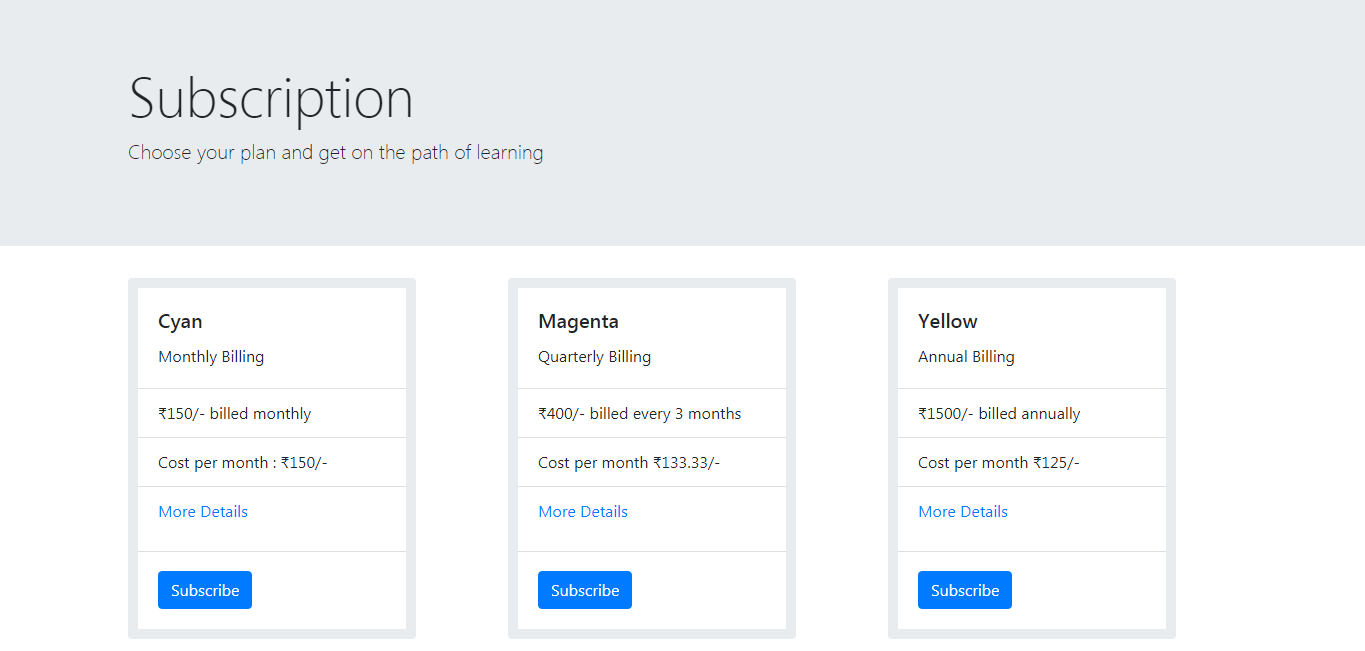 Subscription
Choose your plan and get on the path of learning
Cyan
Monthly Billing
₹150/- billed monthly
Cost per month : ₹150/-
More Details
Subscribe
Magenta
Quarterly Billing
₹400/- billed every 3 months
Cost per month ₹133.33/-
More Details
Subscribe
Yellow
Annual Billing
₹1500/- billed annually
Cost per month ₹125/-
More Details
Subscribe